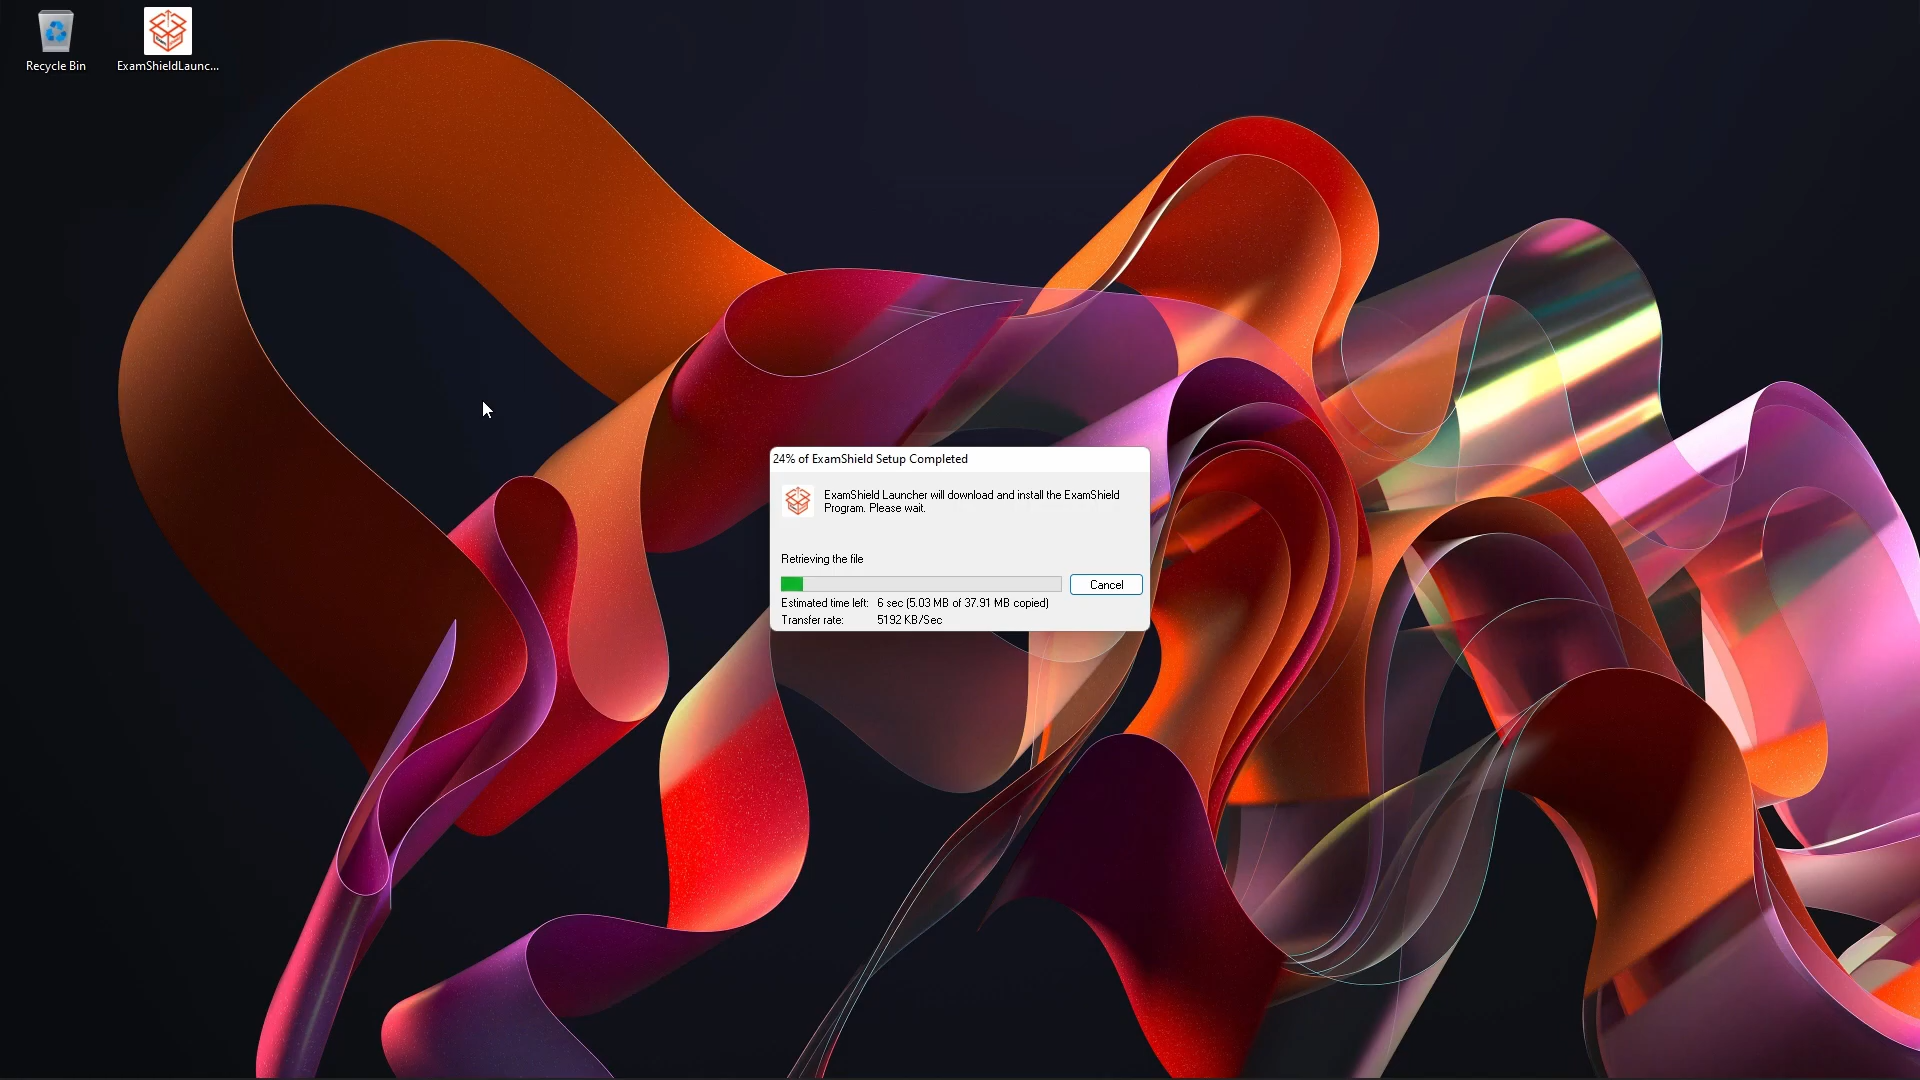 Recycle Bin
ExamShieldLaunc...
24% of ExamShield Setup Completed
ExamShield Launcher will download and install the ExamShield
Program. Please wait.
Retrieving the file
Cancel
Estimated time left: 6 sec (5.03 MB of 37.91 MB copied)
Transfer rate: 5192 KB/Sec